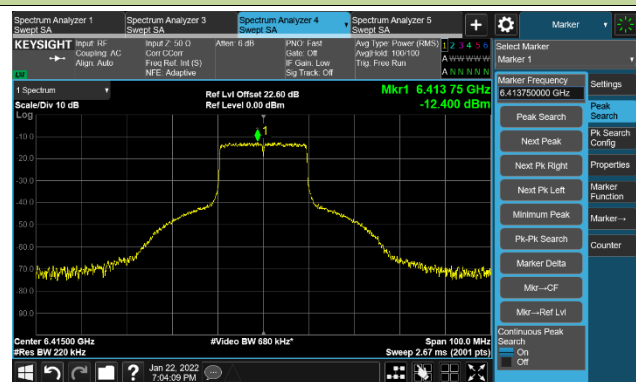 Spectrum Analyzer 1
Swept SA
Spectrum Analyzer 3
Swept SA
Spectrum Analyzer 4
Swept SA
Spectrum Analyzer 5
Swept SA
+
Marker
KEYSIGHT
Input: RF
Coupling: AC
Align: Auto
Input Z: 50 Ω
Corr CCorr
Freq Ref: Int (S)
NFE: Adaptive
Atten: 6 dB
PNO: Fast
Gate: Off
IF Gain: Low
Sig Track: Off
Avg Type: Power (RMS)
Avg|Hold: 100/100
Trig: Free Run
1 2 3 4 5 6
A W W W W W
A N N N N N
LW
Select Marker
Marker 1
1 Spectrum
Scale/Div 10 dB
Ref Lvl Offset 22.60 dB
Ref Level 0.00 dBm
Mkr1 6.413 75 GHz
-12.400 dBm
Log
1
-10.0
-20.0
-30.0
-40.0
-50.0
-60.0
-70.0
-80.0
-90.0
Center 6.41500 GHz
#Res BW 220 kHz
#Video BW 680 kHz*
Span 100.0 MHz
Sweep 2.67 ms (2001 pts)
Marker Frequency
6.413750000 GHz
Peak Search
Next Peak
Next Pk Right
Next Pk Left
Minimum Peak
Pk-Pk Search
Marker Delta
Mkr→CF
Mkr→Ref Lvl
Continuous Peak
Search
On
Off
Settings
Peak
Search
Pk Search
Config
Properties
Marker
Function
Marker→
Counter
?
Jan 22, 2022
7:04:09 PM